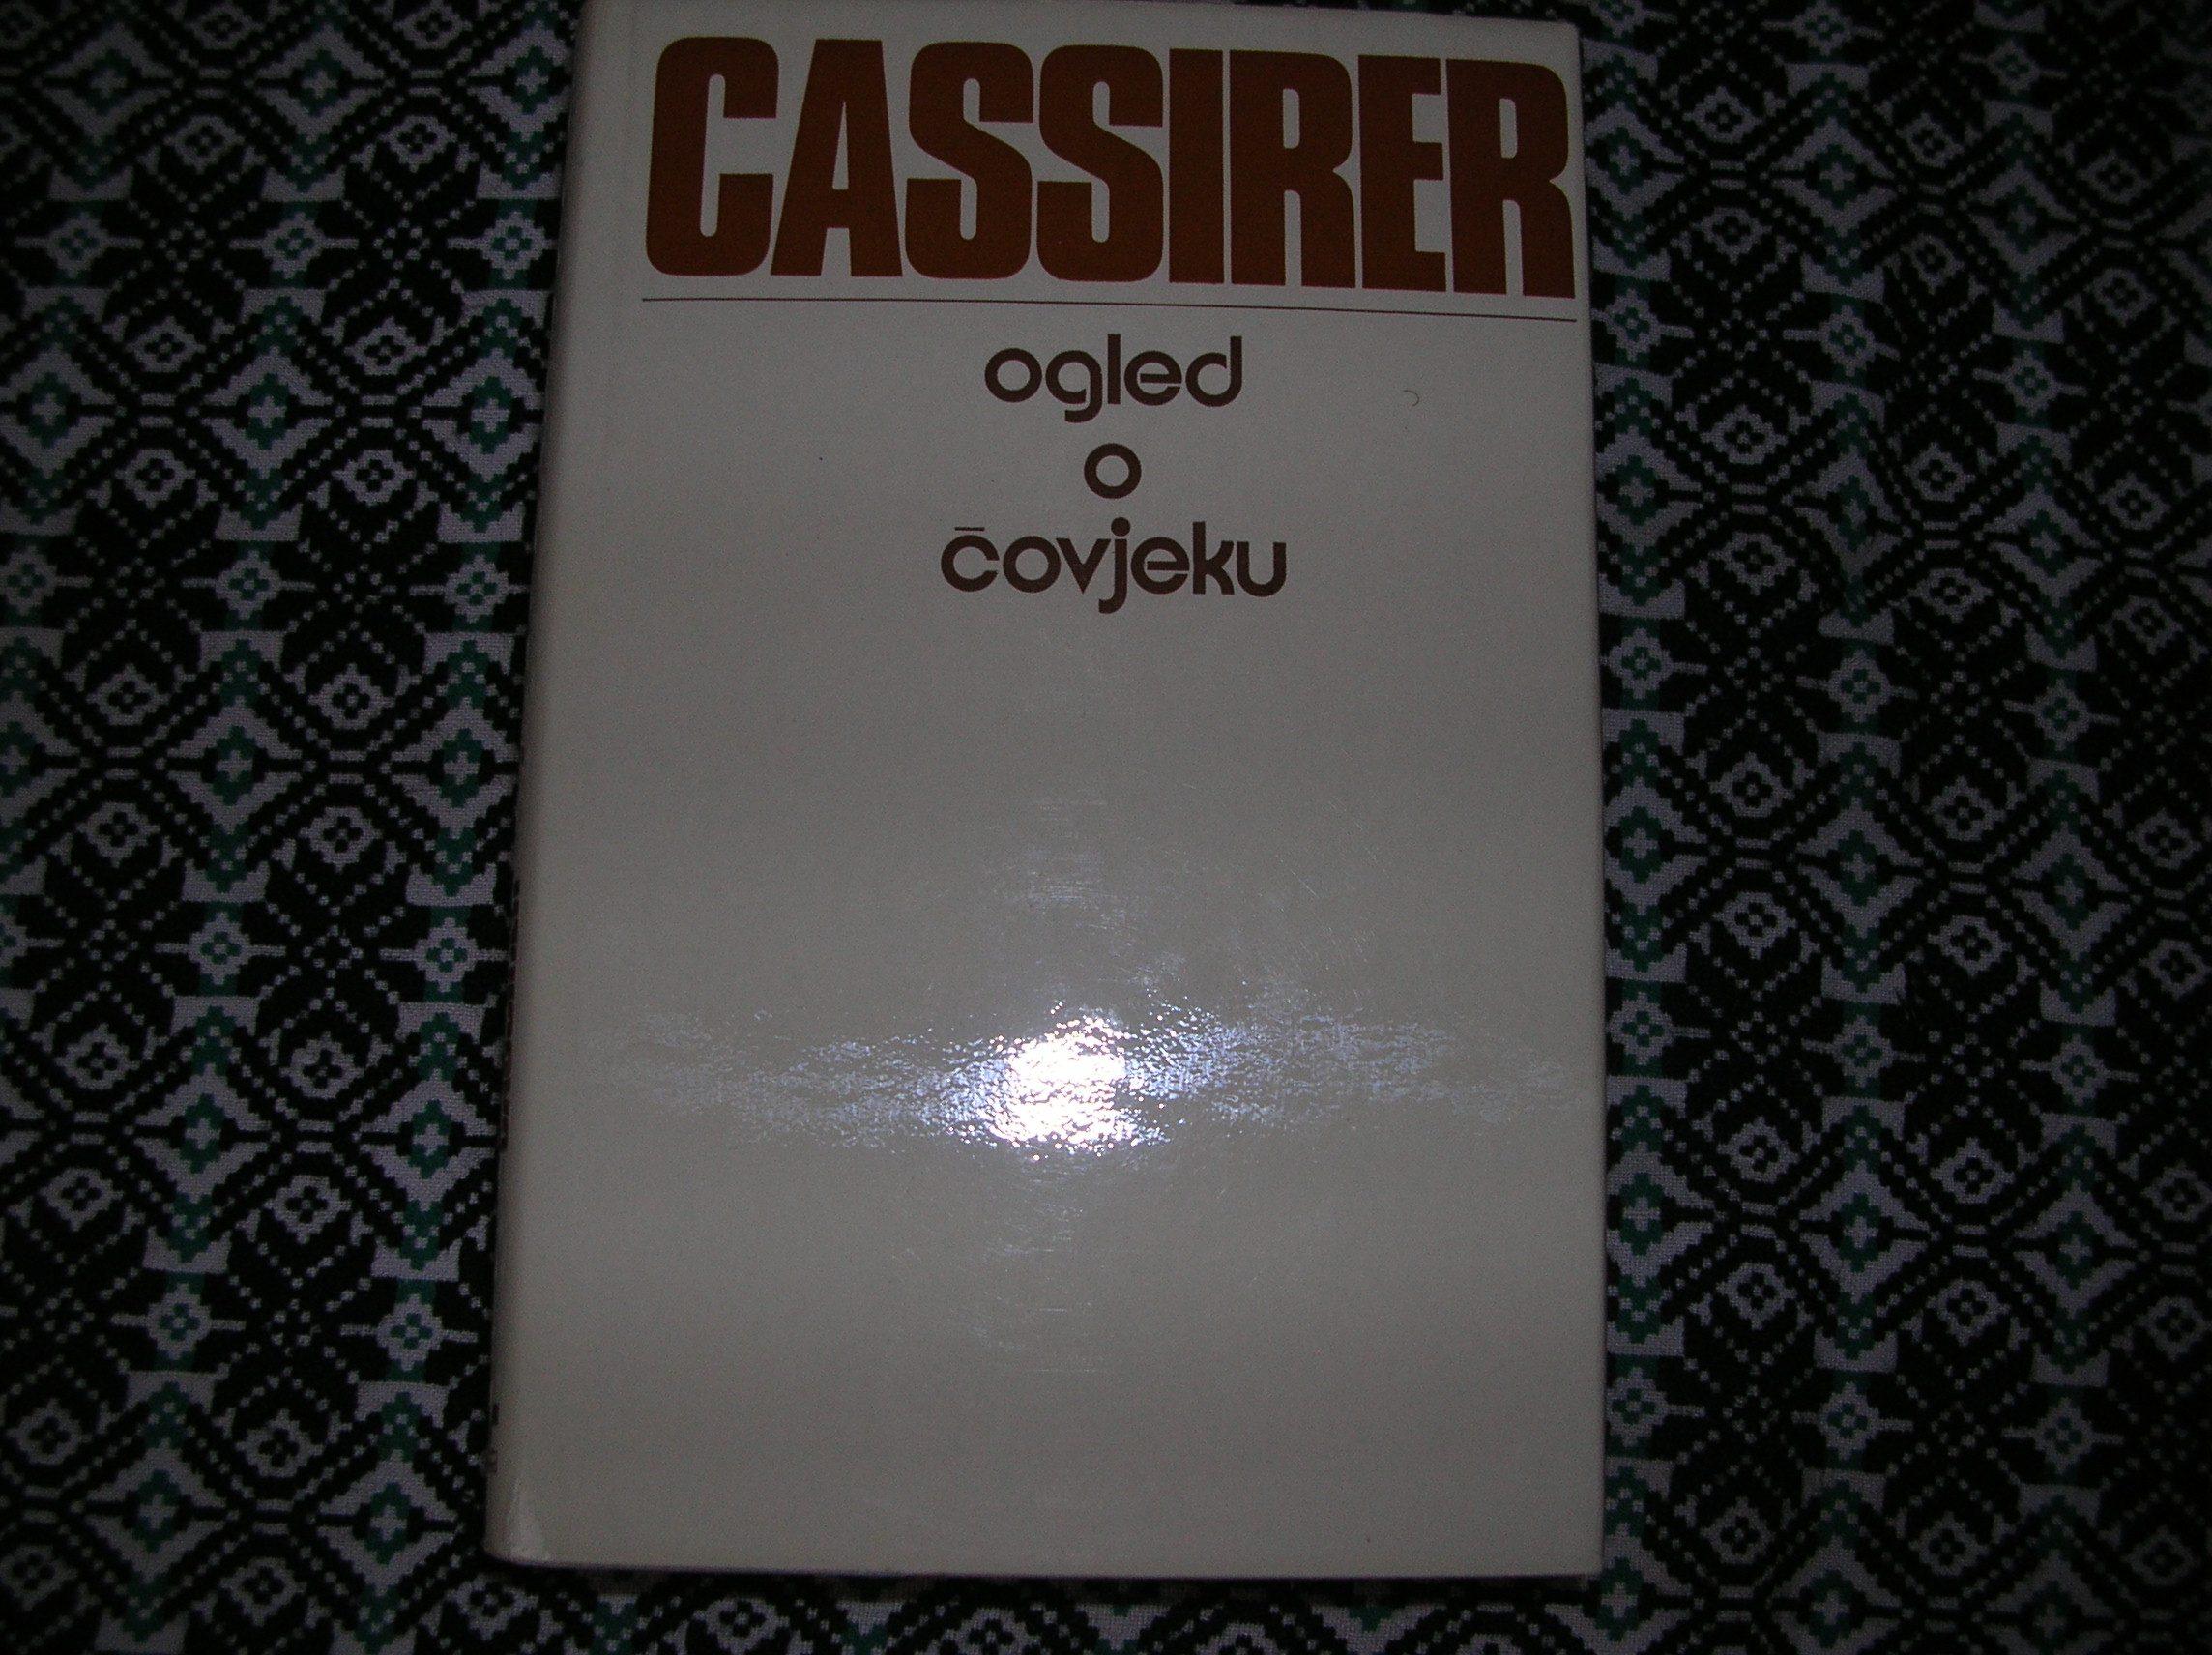 CASSIRER
ogled
o
čovjeku